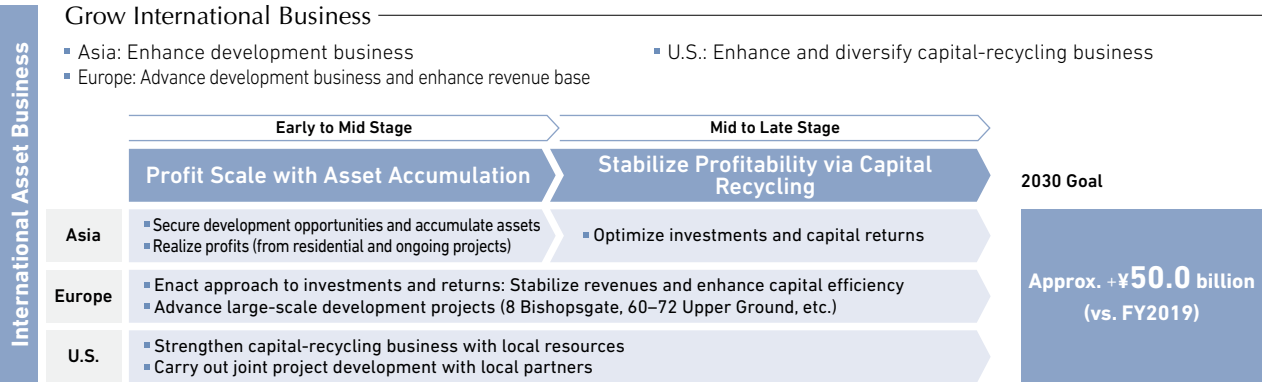 International Asset Business
Grow International Business
▪ Asia: Enhance development business
▪ U.S.: Enhance and diversify capital-recycling business
▪ Europe: Advance development business and enhance revenue base
Early to Mid Stage
Mid to Late Stage
Profit Scale with Asset Accumulation
Stabilize Profitability via Capital
Recycling
2030 Goal
Asia
▪ Secure development opportunities and accumulate assets
▪ Realize profits (from residential and ongoing projects)
▪ Optimize investments and capital returns
Europe
▪ Enact approach to investments and returns: Stabilize revenues and enhance capital efficiency
▪ Advance large-scale development projects (8 Bishopsgate, 60–72 Upper Ground, etc.)
U.S.
▪ Strengthen capital-recycling business with local resources
▪ Carry out joint project development with local partners
Approx. +¥50.0 billion
(vs. FY2019)